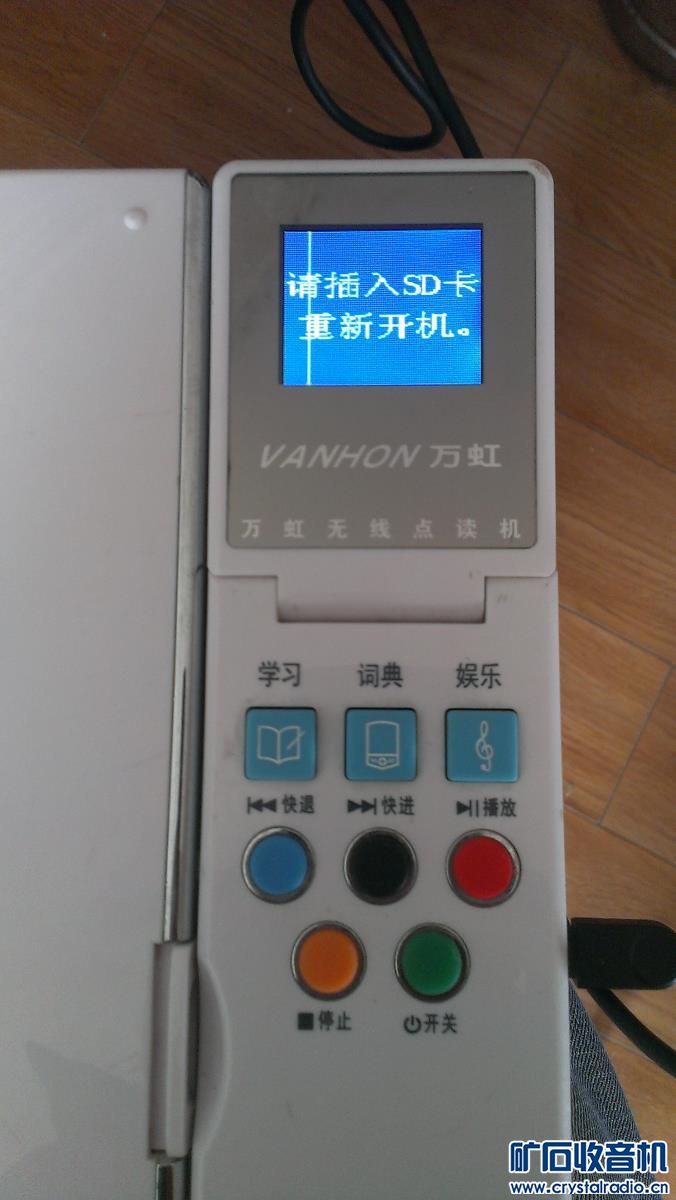 请插入SD卡
重新开机。
VANHON 万虹
万虹无线点读机
学习 词典 娱乐
快退 快进 播放
停止 开关
矿石收音机
www.crystalradio.cn